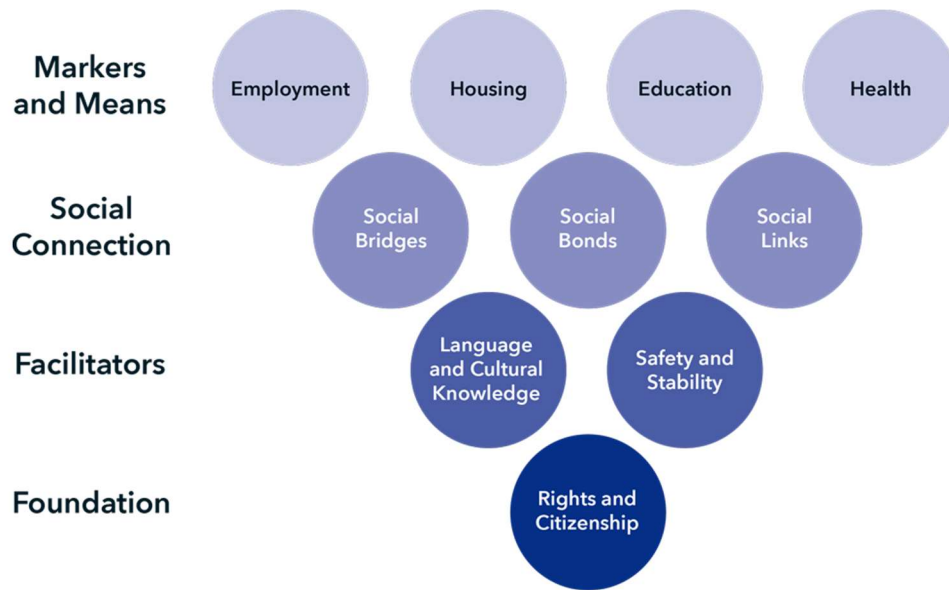 Markers
and Means
Employment
Housing
Education
Health
Social
Connection
Social
Bridges
Social
Bonds
Social
Links
Facilitators
Language
and Cultural
Knowledge
Safety and
Stability
Foundation
Rights and
Citizenship